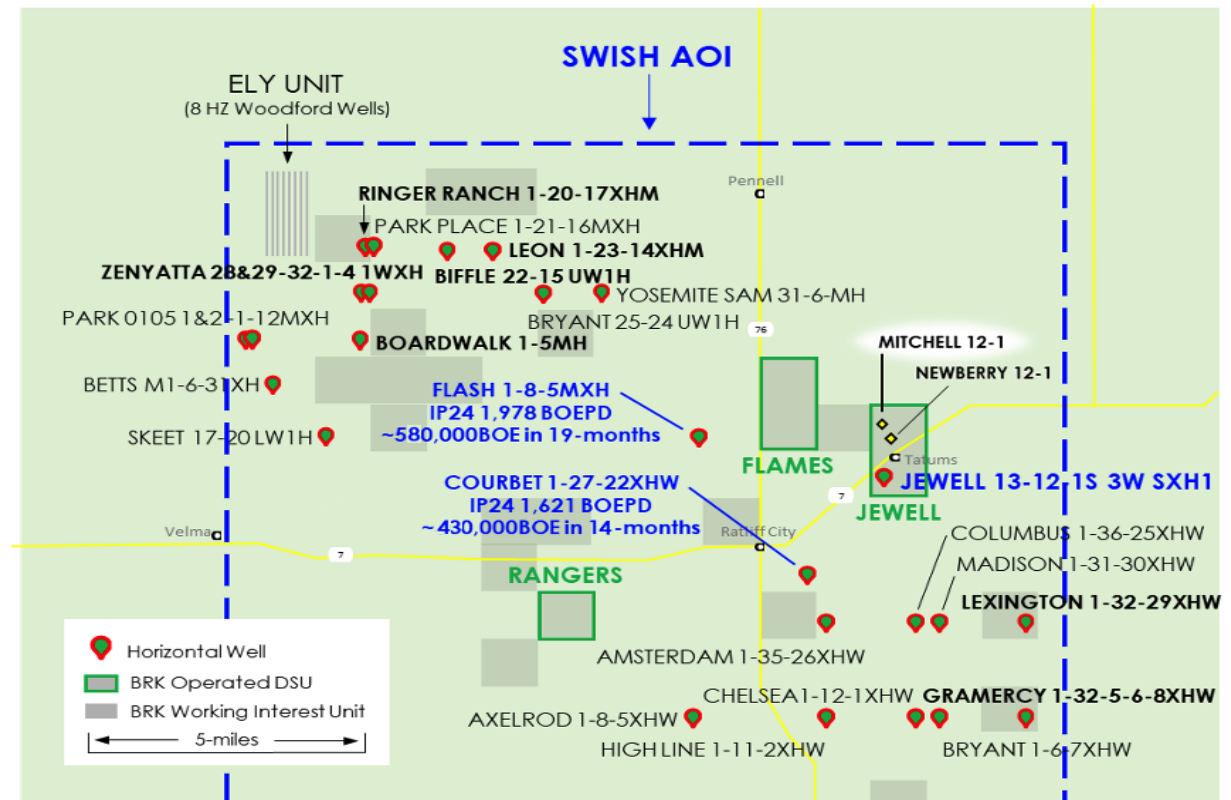 SWISH AOI
ELY UNIT
(8 HZ Woodford Wells)
Pennell
RINGER RANCH 1-20-17XHM
PARK PLACE 1-21-16MXH
LEON 1-23-14XHM
ZENYATTA 28&29-32-1-4 1WXH
BIFFLE 22-15 UW1H
YOSEMITE SAM 31-6-MH
PARK 0105 1&2-1-12MXH
BRYANT 25-24 UW1H
76
BOARDWALK 1-5MH
MITCHELL 12-1
NEWBERRY 12-1
BETTS M1-6-31XH
FLASH 1-8-5MXH
IP24 1,978 BOEPD
~580,000BOE in 19-months
SKEET 17-20 LW1H
FLAMES
Tatums
JEWELL 13-12-1S 3W SXH1
COURBET 1-27-22XHW
IP24 1,621 BOEPD
~430,000BOE in 14-months
7
JEWELL
Velma
Ratliff City
COLUMBUS 1-36-25XHW
7
MADISON 1-31-30XHW
RANGERS
LEXINGTON 1-32-29XHW
AMSTERDAM 1-35-26XHW
Horizontal Well
BRK Operated DSU
BRK Working Interest Unit
5-miles
CHELSEA1-12-1XHW
GRAMERCY 1-32-5-6-8XHW
AXELROD 1-8-5XHW
HIGH LINE 1-11-2XHW
BRYANT 1-6-7XHW